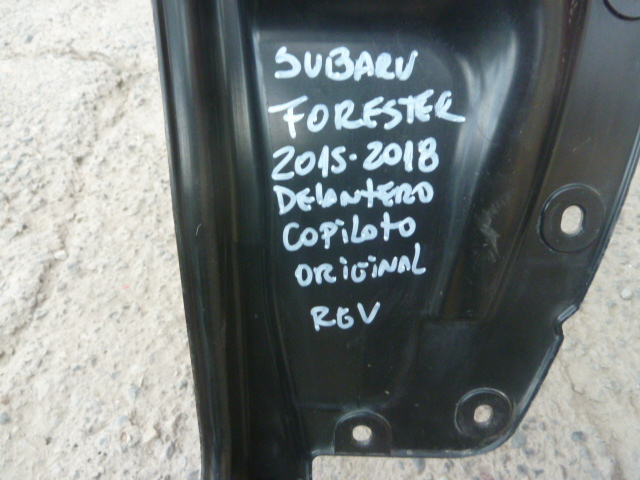 SUBARU
FORESTER
2015-2018
DELANTERO
COPILOTO
ORIGINAL
RGV